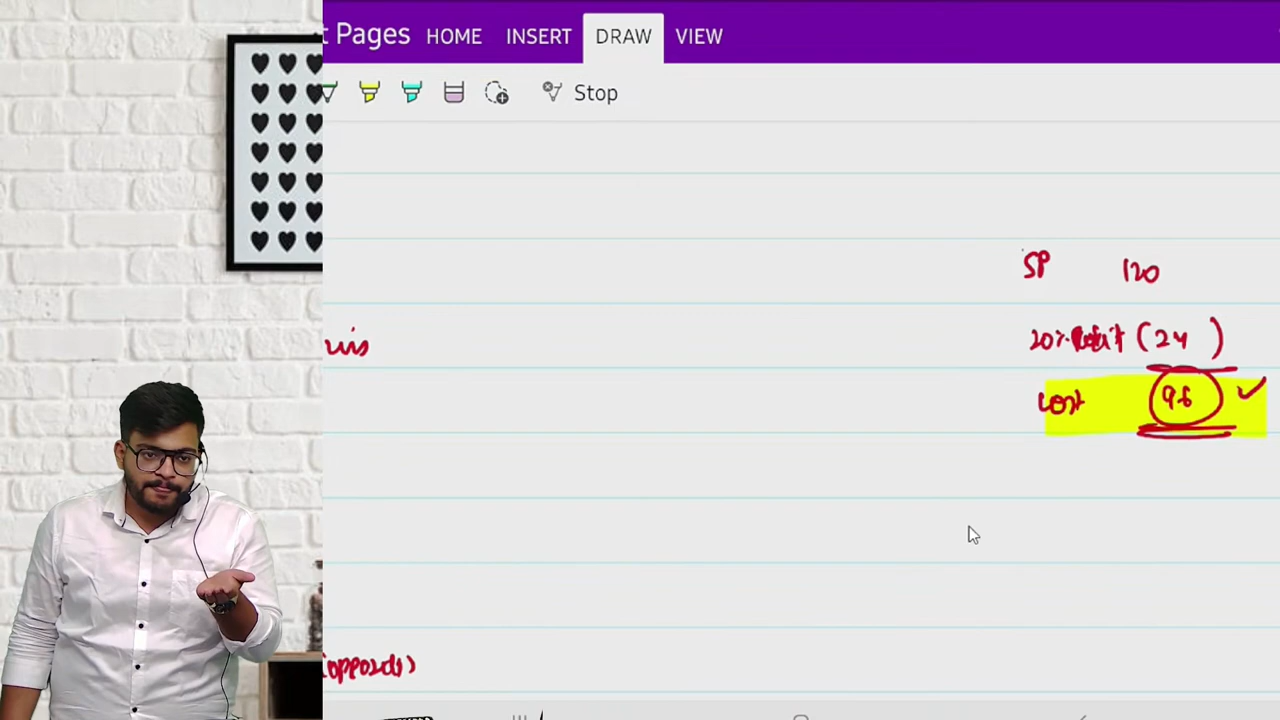 t Pages HOME INSERT DRAW VIEW
Stop
SP 120
20% Profit (24)
Cost 96 ✓